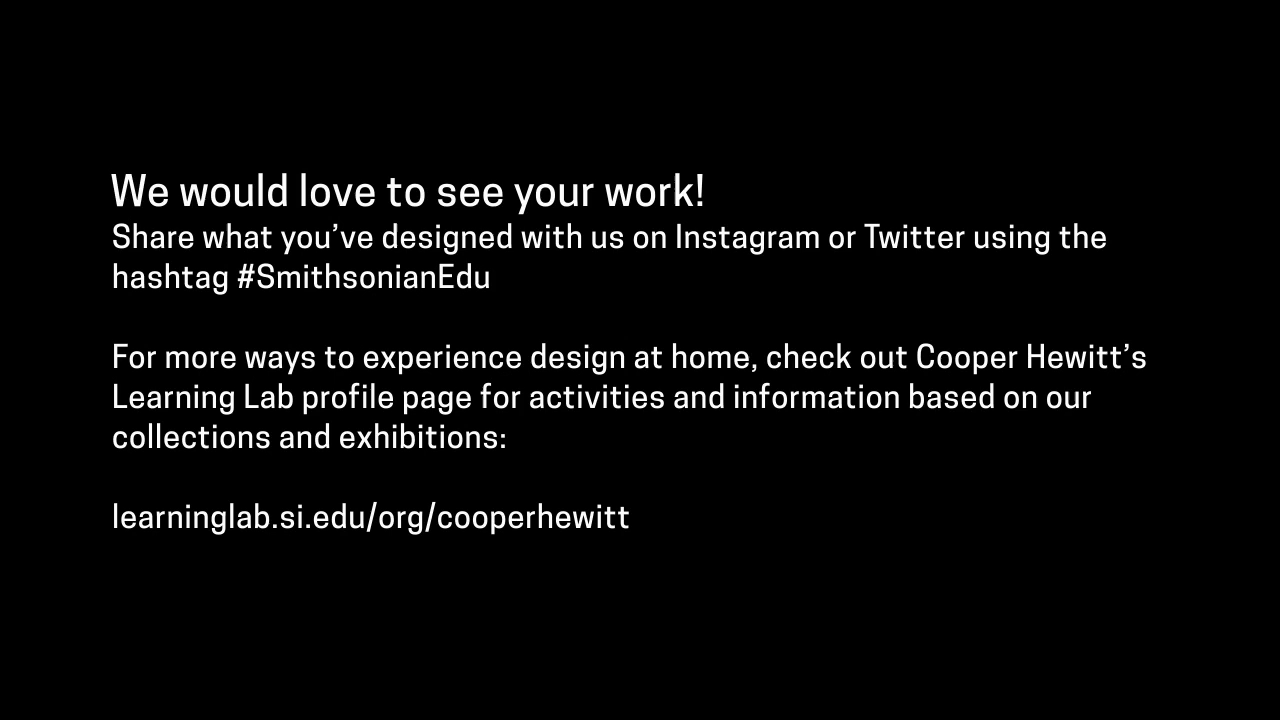 We would love to see your work!
Share what you’ve designed with us on Instagram or Twitter using the
hashtag #SmithsonianEdu
For more ways to experience design at home, check out Cooper Hewitt’s
Learning Lab profile page for activities and information based on our
collections and exhibitions:
learninglab.si.edu/org/cooperhewitt